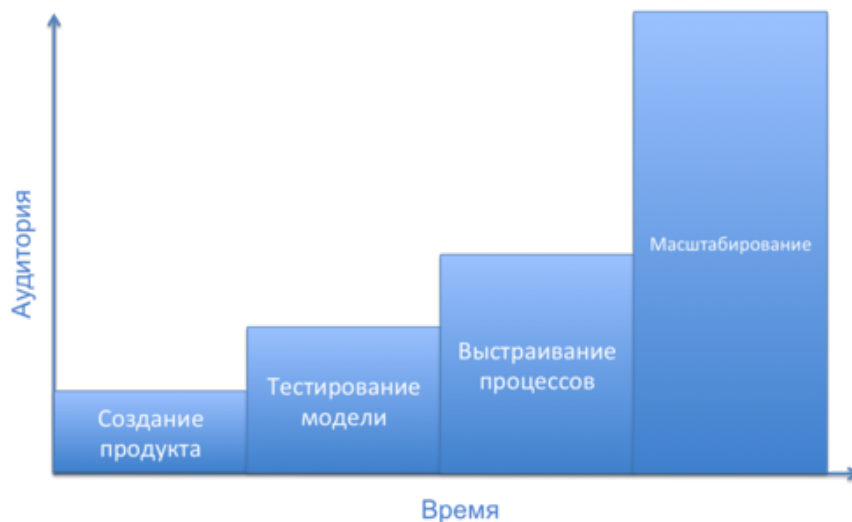 Аудитория
Создание
продукта
Тестирование
модели
Выстраивание
процессов
Масштабирование
Время